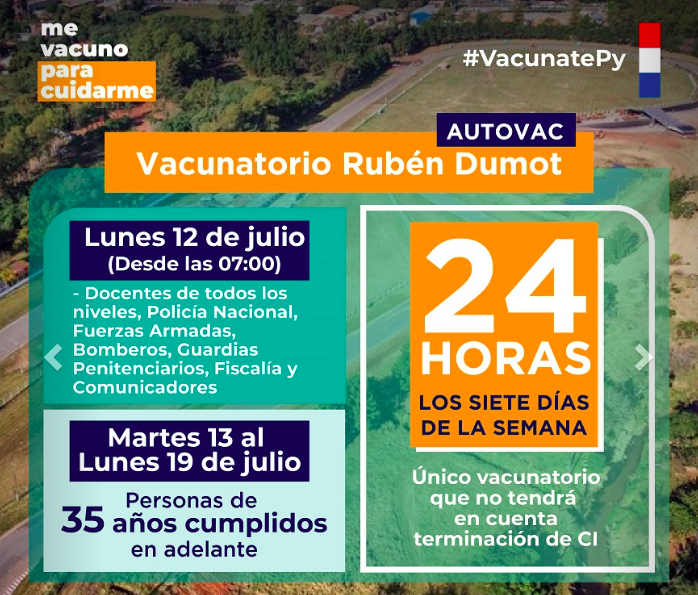 me
vacuno
para
cuidarme
#VacunatePy
AUTOVAC
Vacunatorio Rubén Dumot
Lunes 12 de julio
(Desde las 07:00)
- Docentes de todos los
niveles, Policía Nacional,
Fuerzas Armadas,
Bomberos, Guardias
Penitenciarios, Fiscalía y
Comunicadores
Martes 13 al
Lunes 19 de julio
Personas de
35 años cumplidos
en adelante
24
HORAS
LOS SIETE DÍAS
DE LA SEMANA
Único vacunatorio
que no tendrá
en cuenta
terminación de CI